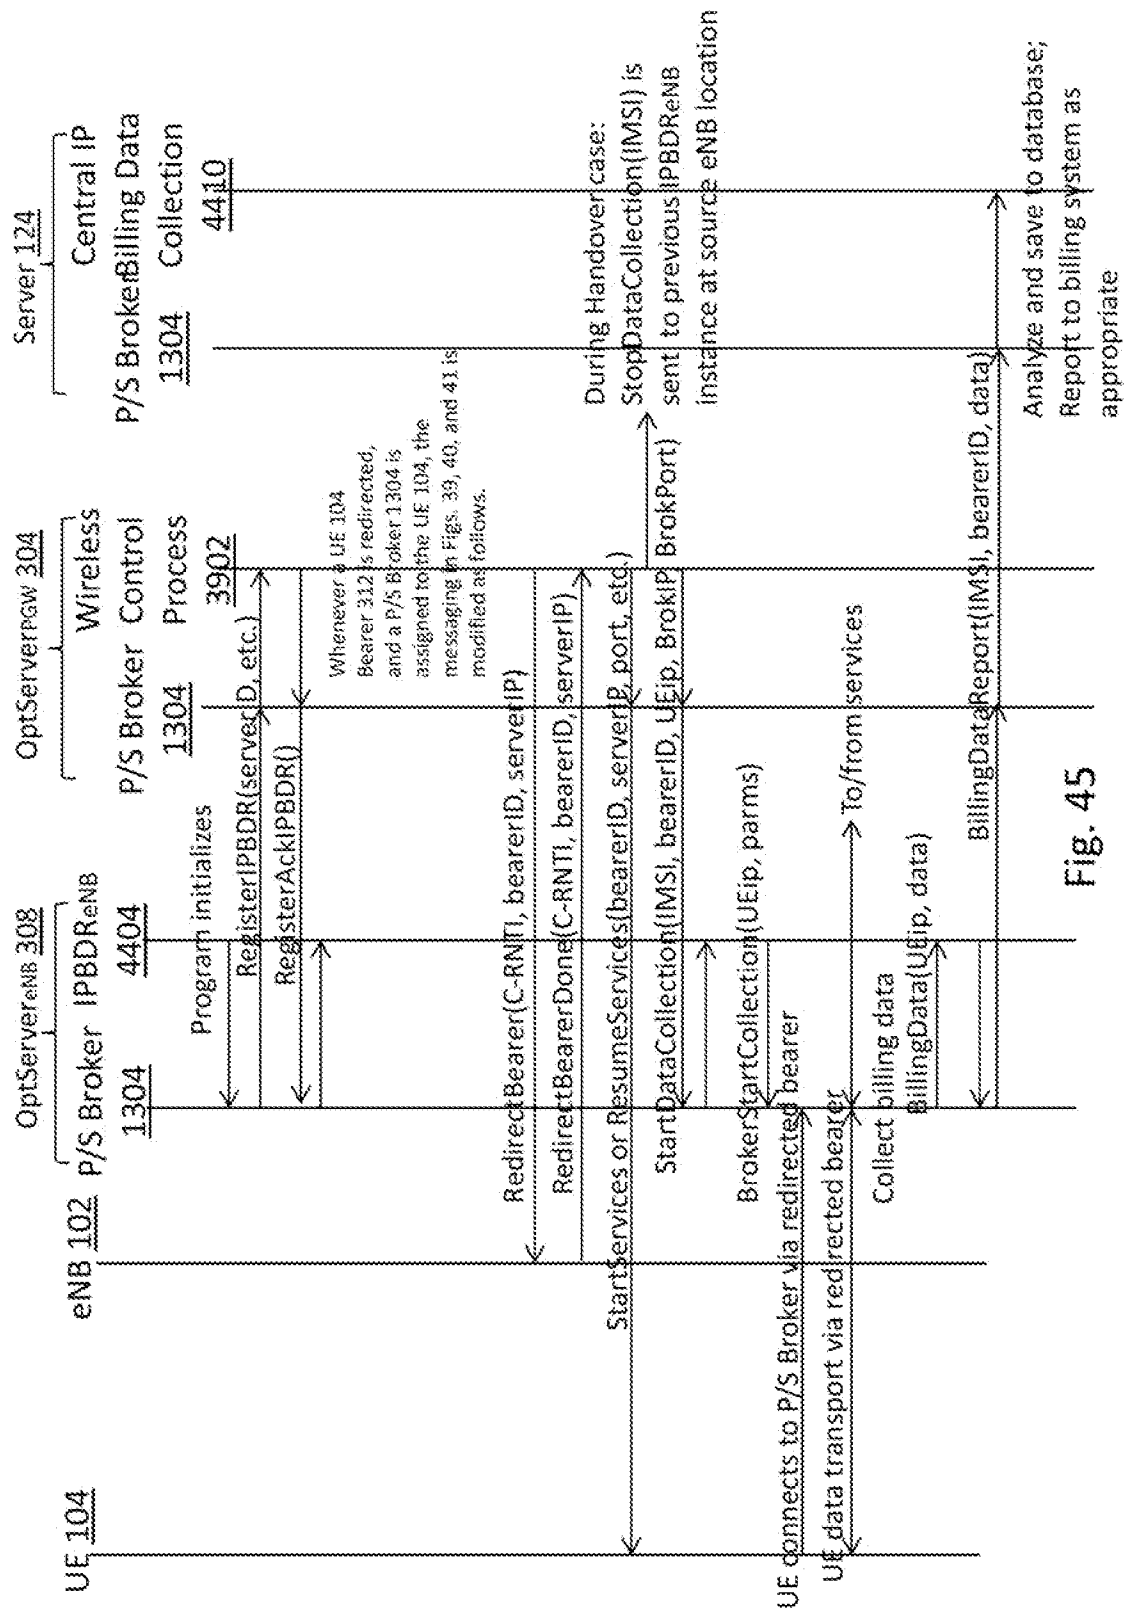 UE 104
eNB 102
OptServereNB 308
P/S Broker
1304
IPBDReNB
4404
OptServerPGW 304
P/S Broker
1304
Wireless
Control
Process
3902
Server 124
P/S Broker
1304
Central IP
Billing Data
Collection
4410
Program initializes
RegisterIPBDR(serverID, etc.)
RegisterAckIPBDR()
Whenever a UE 104
Bearer 312 is redirected,
and a P/S Broker 1304 is
assigned to the UE 104, the
messaging in Figs. 39, 40, and 41 is
modified as follows.
RedirectBearer(C-RNTI, bearerID, serverIP)
RedirectBearerDone(C-RNTI, bearerID, serverIP)
StartServices or ResumeServices(bearerID, serverIP, port, etc.)
During Handover case:
StopDataCollection(IMSI) is
sent to previous IPBDReNB
instance at source eNB location
StartDataCollection(IMSI, bearerID, UEip, BrokIP, BrokPort)
BrokerStartCollection(UEip, parms)
UE connects to P/S Broker via redirected bearer
UE data transport via redirected bearer
To/from services
Collect billing data
BillingData(UEip, data)
BillingDataReport(IMSI, bearerID, data)
Analyze and save to database;
Report to billing system as
appropriate
Fig. 45